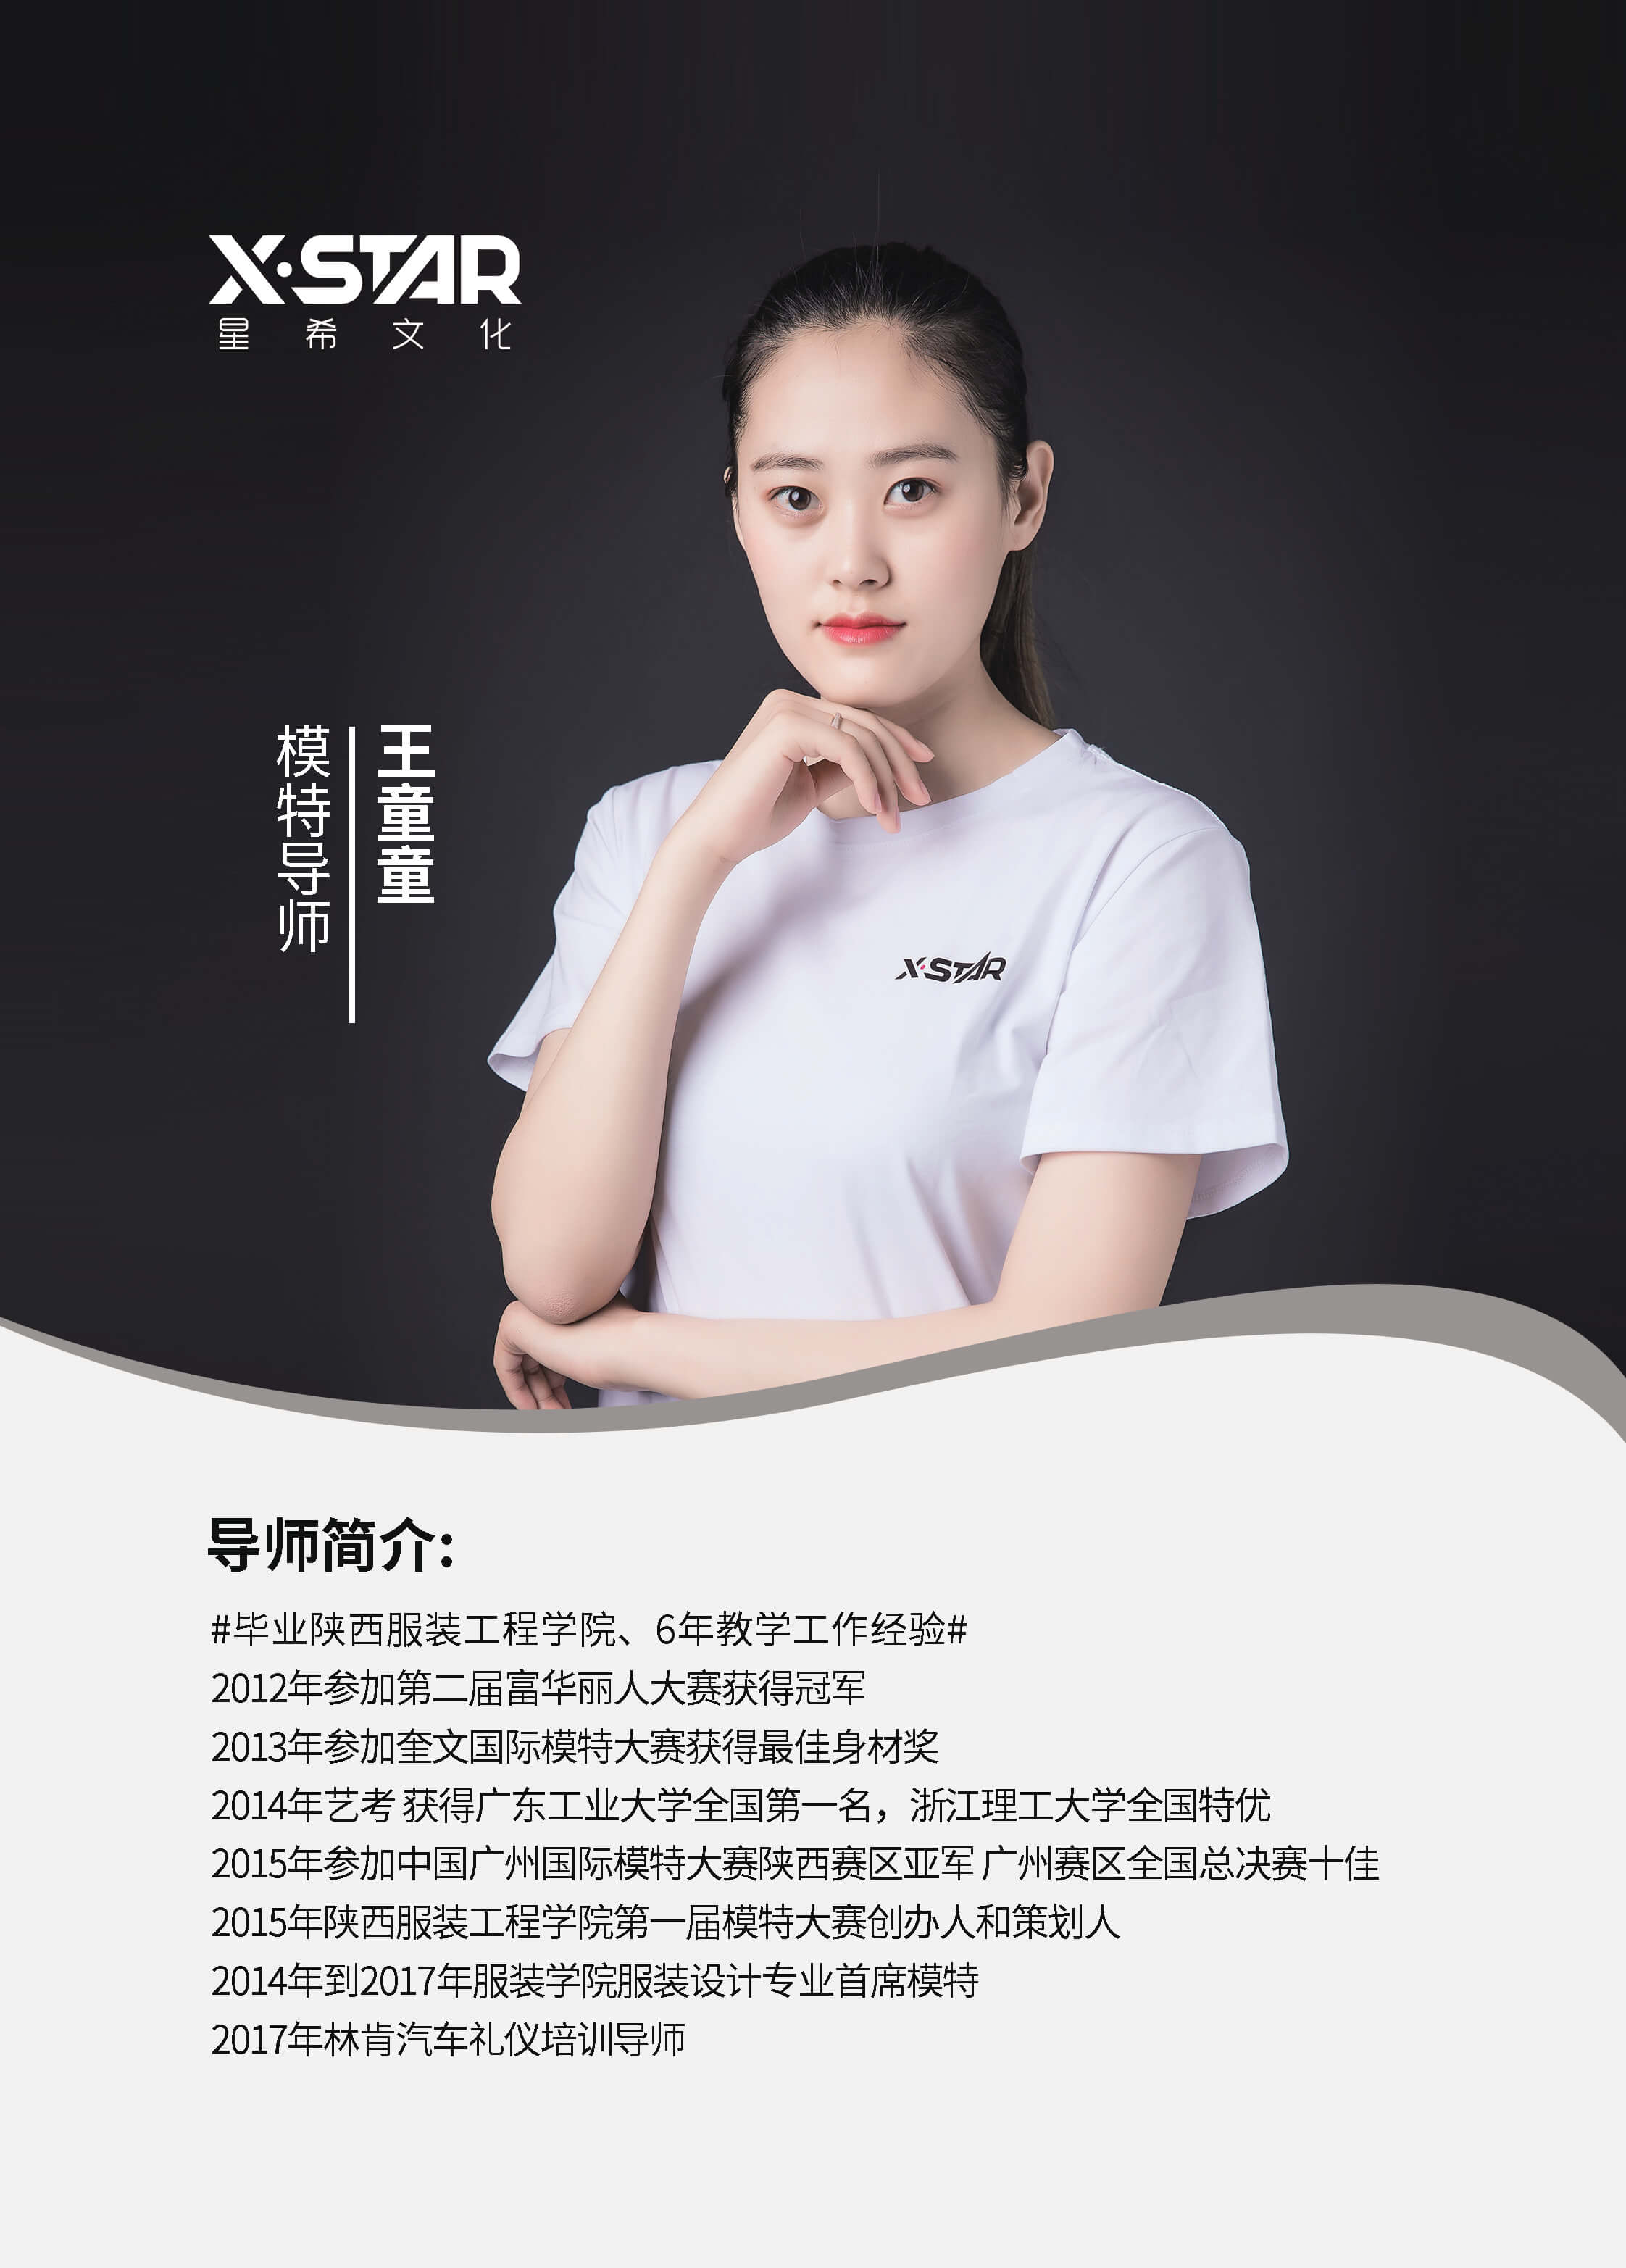 X·STAR
星希文化
王童童
模特导师
X·STAR
导师简介:
#毕业陕西服装工程学院、6年教学工作经验#
2012年参加第二届富华丽人大赛获得冠军
2013年参加奎文国际模特大赛获得最佳身材奖
2014年艺考 获得广东工业大学全国第一名，浙江理工大学全国特优
2015年参加中国广州国际模特大赛陕西赛区亚军 广州赛区全国总决赛十佳
2015年陕西服装工程学院第一届模特大赛创办人和策划人
2014年到2017年服装学院服装设计专业首席模特
2017年林肯汽车礼仪培训导师